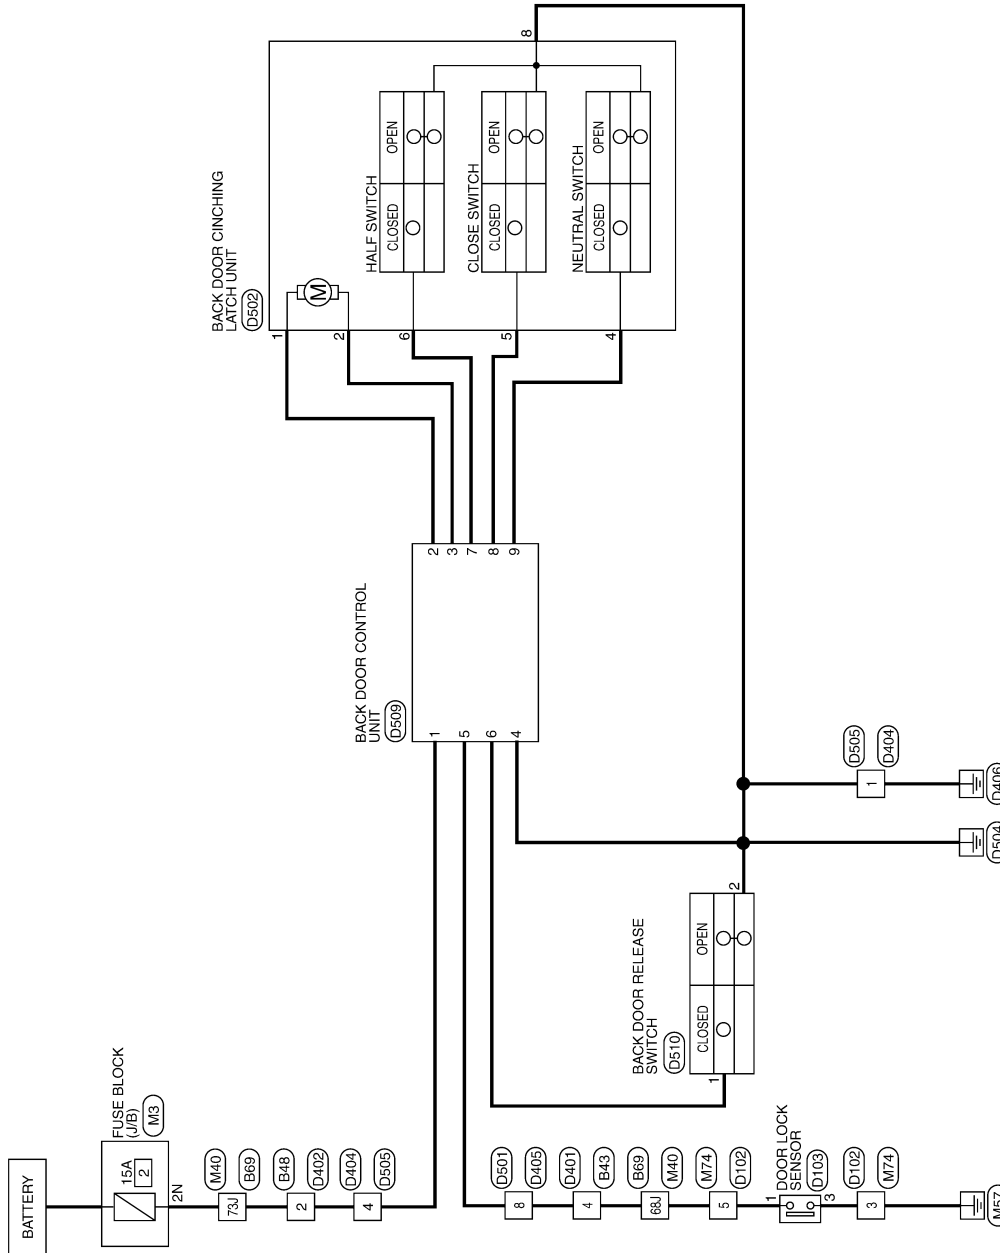 BACK DOOR CINCHING
LATCH UNIT
D502
1
2
6
5
4
8
M
HALF SWITCH
CLOSED
OPEN
CLOSE SWITCH
CLOSED
OPEN
NEUTRAL SWITCH
CLOSED
OPEN
BACK DOOR CONTROL
UNIT
D509
2
3
7
8
9
1
5
6
4
D505
1
D404
D406
D504
BACK DOOR RELEASE
SWITCH
D510
CLOSED
OPEN
1
2
BATTERY
FUSE BLOCK
(J/B)
M3
15A
2
2N
M40
73J
B69
B48
2
D402
D404
4
D505
D501
8
D405
D401
4
B43
B69
68J
M40
M74
5
D102
DOOR LOCK
SENSOR
D103
1
3
D102
3
M74
M57